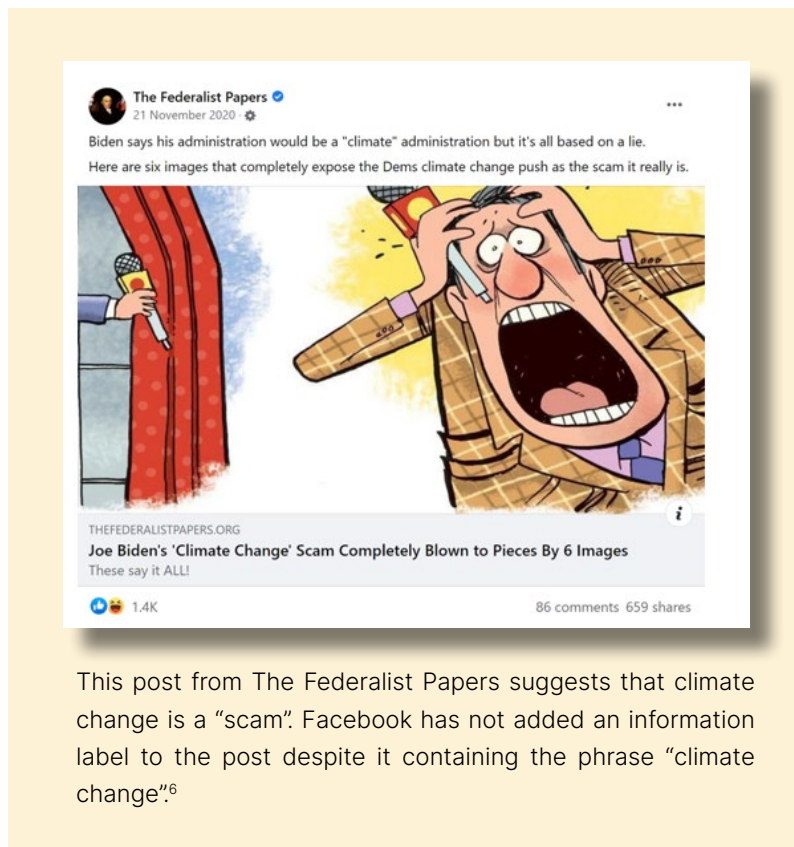 The Federalist Papers
21 November 2020 ·
Biden says his administration would be a "climate" administration but it's all based on a lie.
Here are six images that completely expose the Dems climate change push as the scam it really is.
i
THEFEDERALISTPAPERS.ORG
Joe Biden's 'Climate Change' Scam Completely Blown to Pieces By 6 Images
These say it ALL!
1.4K
86 comments 659 shares
This post from The Federalist Papers suggests that climate
change is a “scam”. Facebook has not added an information
label to the post despite it containing the phrase “climate
change”.6